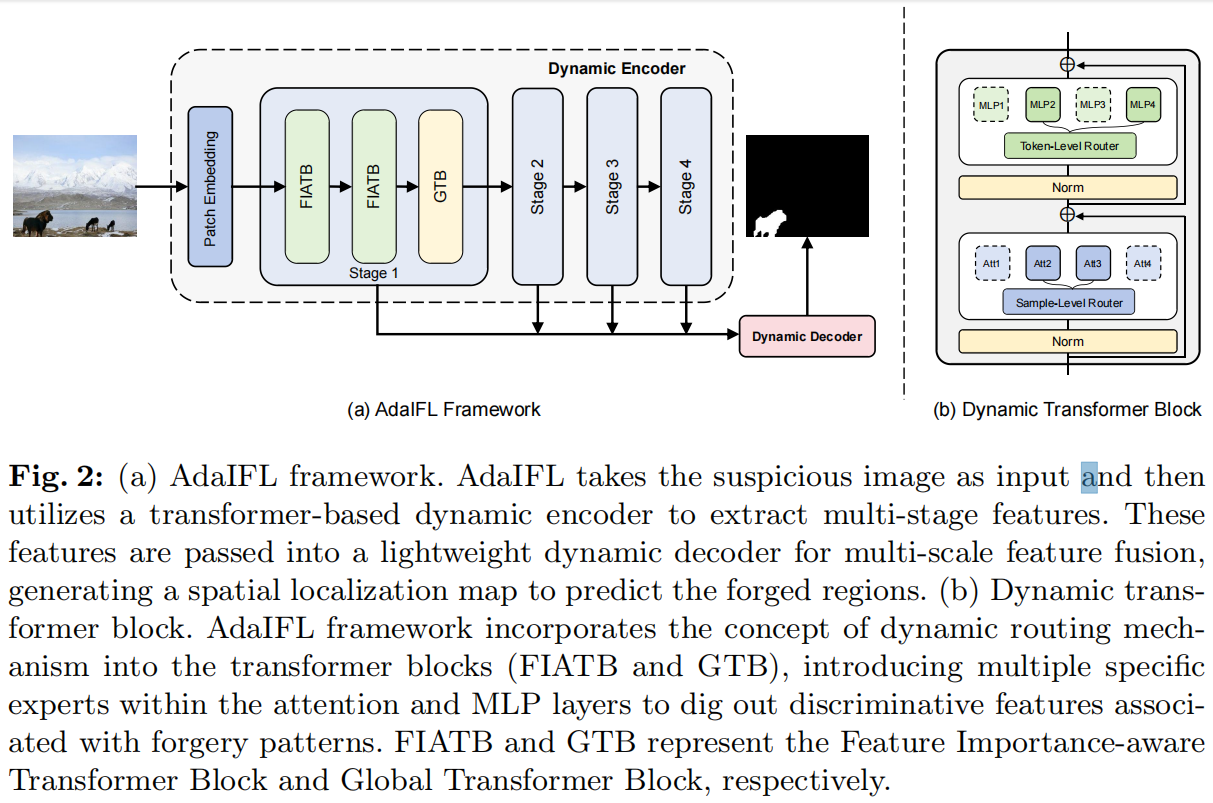 Dynamic Encoder
Patch Embedding
FIATB
FIATB
GTB
Stage 1
Stage 2
Stage 3
Stage 4
Dynamic Decoder
(a) AdaIFL Framework
MLP1
MLP2
MLP3
MLP4
Token-Level Router
Norm
Att1
Att2
Att3
Att4
Sample-Level Router
Norm
(b) Dynamic Transformer Block
Fig. 2: (a) AdaIFL framework. AdaIFL takes the suspicious image as input and then
utilizes a transformer-based dynamic encoder to extract multi-stage features. These
features are passed into a lightweight dynamic decoder for multi-scale feature fusion,
generating a spatial localization map to predict the forged regions. (b) Dynamic trans-
former block. AdaIFL framework incorporates the concept of dynamic routing mech-
anism into the transformer blocks (FIATB and GTB), introducing multiple specific
experts within the attention and MLP layers to dig out discriminative features associ-
ated with forgery patterns. FIATB and GTB represent the Feature Importance-aware
Transformer Block and Global Transformer Block, respectively.